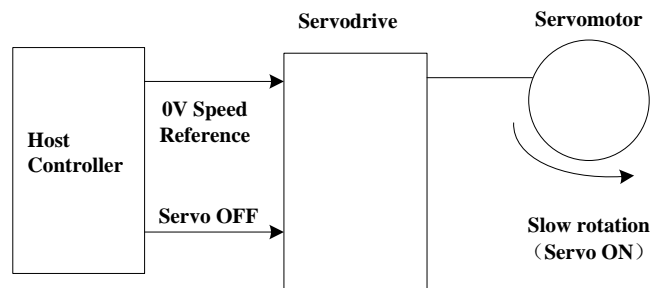 Servodrive
Servomotor
0V Speed
Reference
Host
Controller
Servo OFF
Slow rotation
（Servo ON）